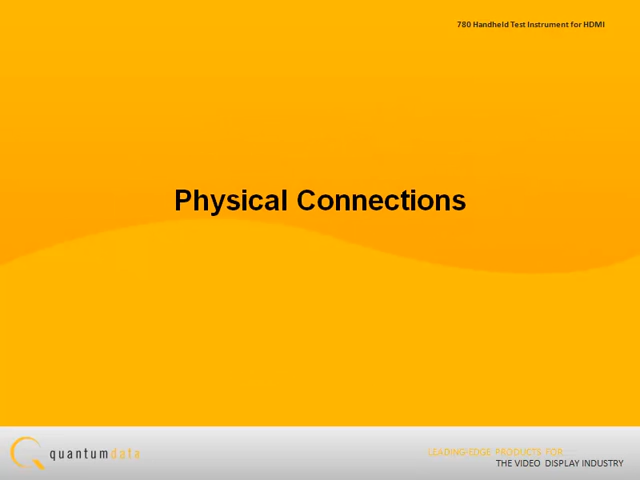 780 Handheld Test Instrument for HDMI
Physical Connections
quantumdata
LEADING-EDGE PRODUCTS FOR
THE VIDEO DISPLAY INDUSTRY